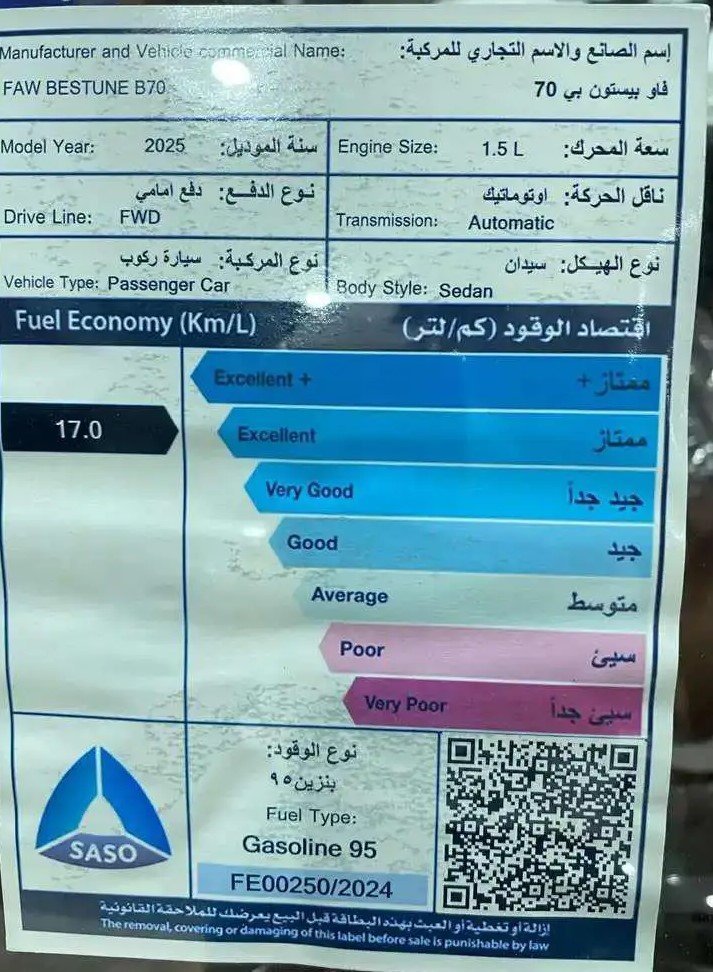 Manufacturer and Vehicle commercial Name: إسم الصانع والاسم التجاري للمركبة:
FAW BESTUNE B70 فاو بيستون بي 70
Model Year: 2025 سنة الموديل:
Engine Size: 1.5 L سعة المحرك:
نوع الدفـــع: دفع امامي
Drive Line: FWD
ناقل الحركة: اوتوماتيك
Transmission: Automatic
نوع المركـبة: سيارة ركوب
Vehicle Type: Passenger Car
نوع الهيـكل: سيدان
Body Style: Sedan
Fuel Economy (Km/L) اقتصاد الوقود (كم/لتر)
Excellent + ممتاز+
17.0
Excellent ممتاز
Very Good جيد جداً
Good جيد
Average متوسط
Poor سيئ
Very Poor سيئ جداً
SASO
نوع الوقود:
بنزين ٩٥
Fuel Type:
Gasoline 95
FE00250/2024
إزالة أو تغطية أو العبث بهذه البطاقة قبل البيع يعرضك للملاحقة القانونية
The removal, covering or damaging of this label before sale is punishable by law